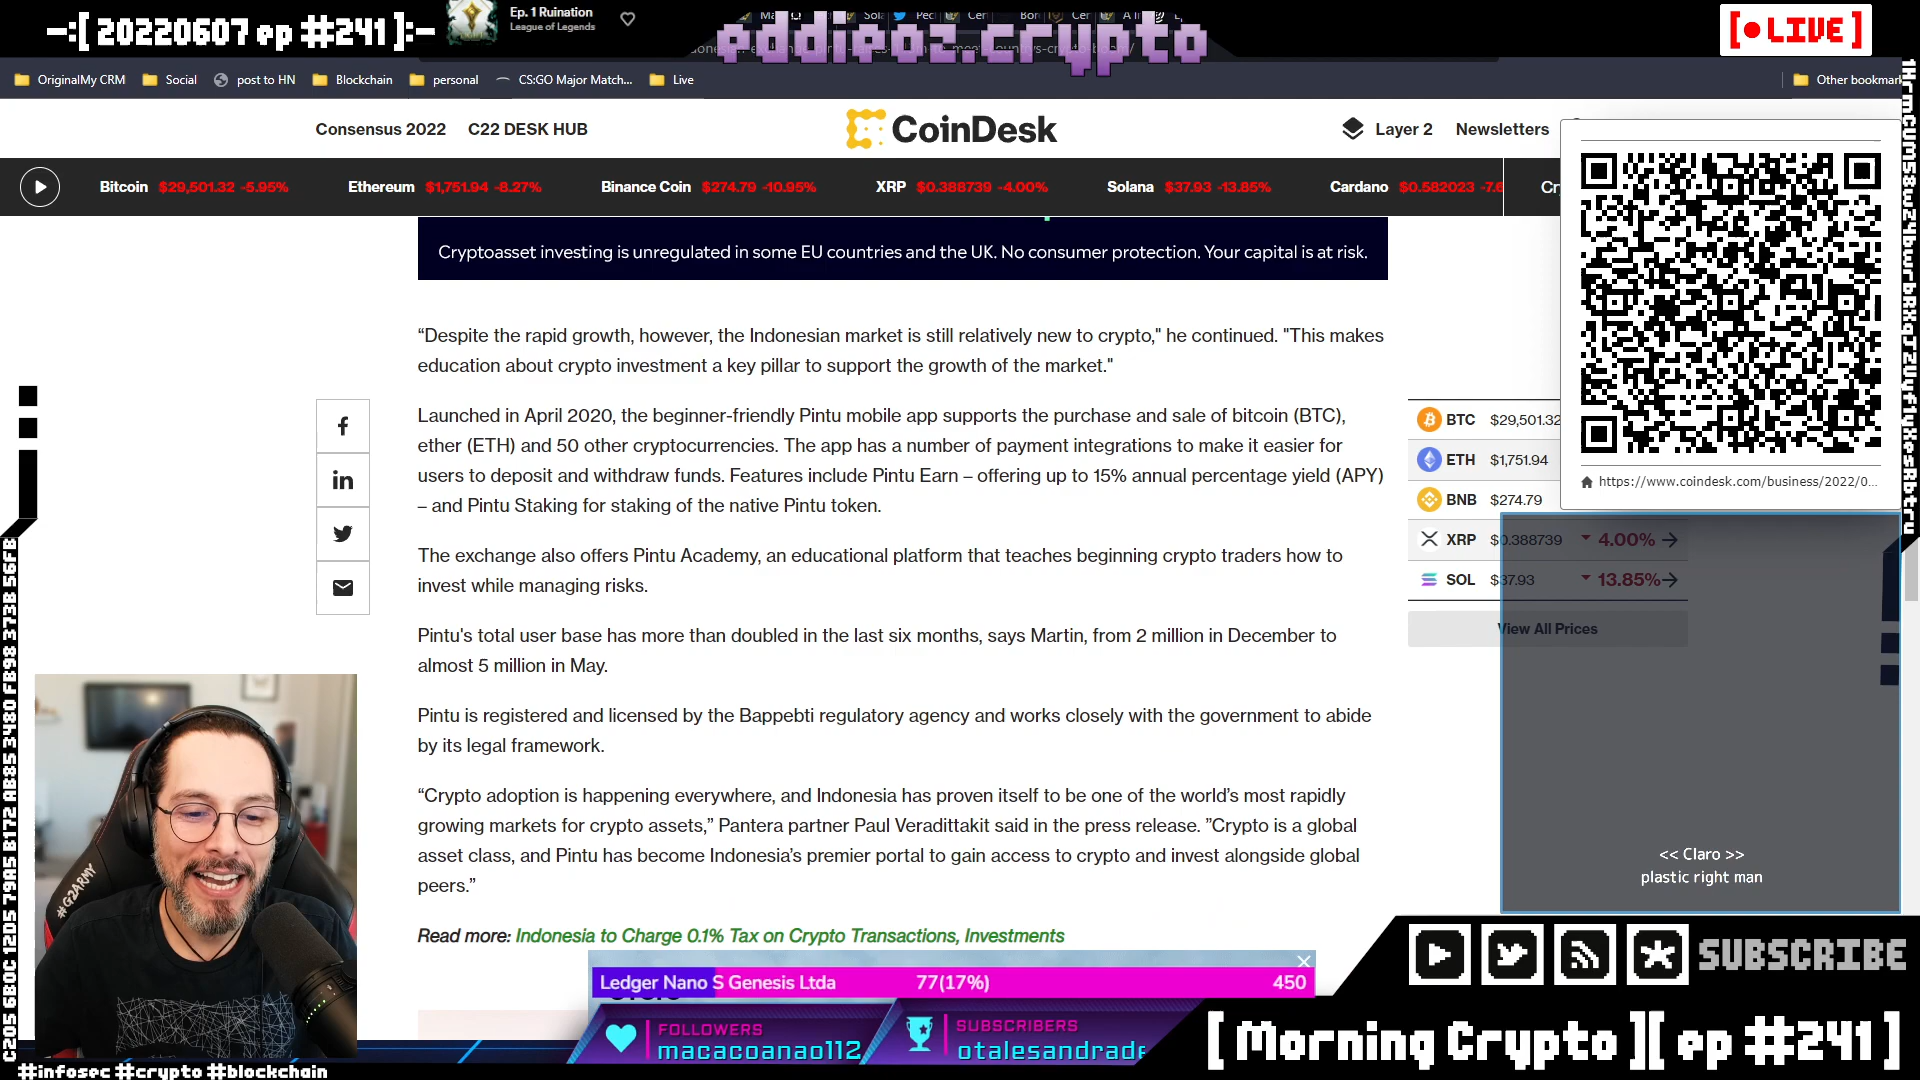 [ 20220607 ep #241 ]
Ep. 1 Ruination
League of Legends
eddieoz.crypto
[ LIVE ]
OriginalMy CRM
Social
post to HN
Blockchain
personal
CS:GO Major Match...
Live
Other bookmark
Consensus 2022
C22 DESK HUB
CoinDesk
Layer 2
Newsletters
Bitcoin $29,501.32 -5.95%
Ethereum $1,751.94 -8.27%
Binance Coin $274.79 -10.95%
XRP $0.388739 -4.00%
Solana $37.93 -13.85%
Cardano $0.582023
Cryptoasset investing is unregulated in some EU countries and the UK. No consumer protection. Your capital is at risk.
“Despite the rapid growth, however, the Indonesian market is still relatively new to crypto," he continued. "This makes
education about crypto investment a key pillar to support the growth of the market."
Launched in April 2020, the beginner-friendly Pintu mobile app supports the purchase and sale of bitcoin (BTC),
ether (ETH) and 50 other cryptocurrencies. The app has a number of payment integrations to make it easier for
users to deposit and withdraw funds. Features include Pintu Earn – offering up to 15% annual percentage yield (APY)
– and Pintu Staking for staking of the native Pintu token.
The exchange also offers Pintu Academy, an educational platform that teaches beginning crypto traders how to
invest while managing risks.
Pintu's total user base has more than doubled in the last six months, says Martin, from 2 million in December to
almost 5 million in May.
Pintu is registered and licensed by the Bappebti regulatory agency and works closely with the government to abide
by its legal framework.
“Crypto adoption is happening everywhere, and Indonesia has proven itself to be one of the world’s most rapidly
growing markets for crypto assets,” Pantera partner Paul Veradittakit said in the press release. ”Crypto is a global
asset class, and Pintu has become Indonesia’s premier portal to gain access to crypto and invest alongside global
peers.”
Read more: Indonesia to Charge 0.1% Tax on Crypto Transactions, Investments
https://www.coindesk.com/business/2022/0...
BTC $29,501.32
ETH $1,751.94
BNB $274.79
XRP $0.388739 4.00%
SOL $37.93 13.85%
View All Prices
<< Claro >>
plastic right man
#G2ARMY
C205 6B0C 12D5 79A5 B172 AB85 3480 FB98 373B 56FB
Ledger Nano S Genesis Ltda 77(17%) 450
FOLLOWERS
macacoanao112
SUBSCRIBERS
otalesandrade
SUBSCRIBE
[ Morning Crypto ][ ep #241 ]
#infosec #crypto #blockchain